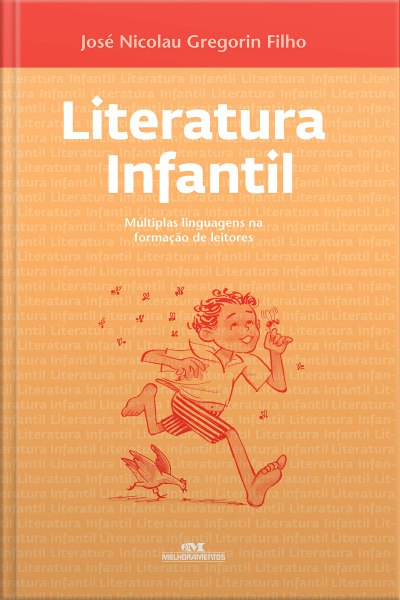 José Nicolau Gregorin Filho
Literatura
Infantil
Múltiplas linguagens na
formação de leitores
MELHORAMENTOS